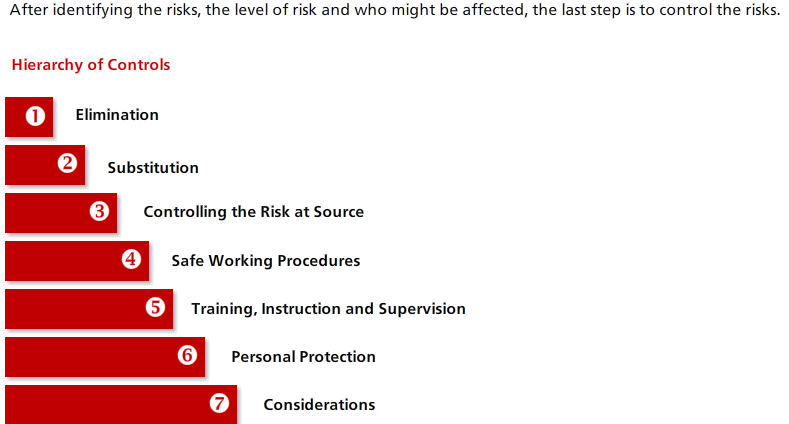 After identifying the risks, the level of risk and who might be affected, the last step is to control the risks.
Hierarchy of Controls
1 Elimination
2 Substitution
3 Controlling the Risk at Source
4 Safe Working Procedures
5 Training, Instruction and Supervision
6 Personal Protection
7 Considerations